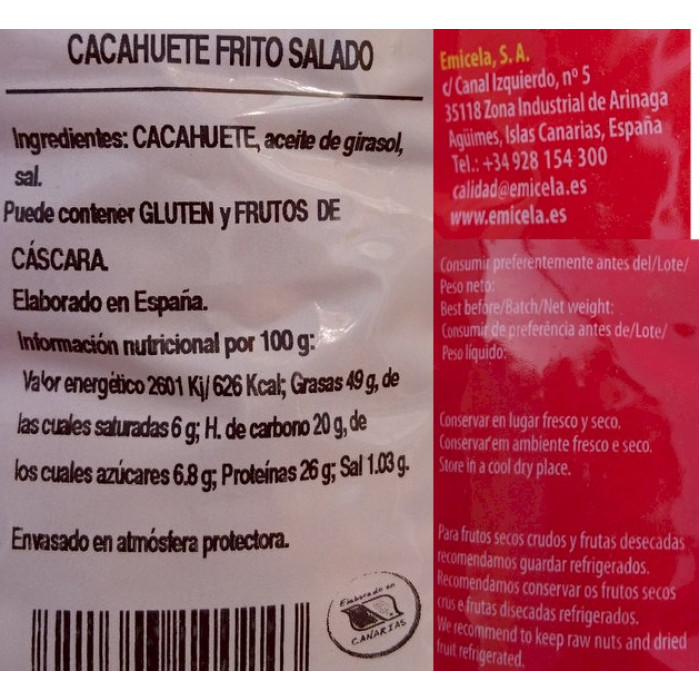 CACAHUETE FRITO SALADO
Ingredientes: CACAHUETE, aceite de girasol,
sal.
Puede contener GLUTEN y FRUTOS DE
CÁSCARA.
Elaborado en España.
Información nutricional por 100 g:
Valor energético 2601 Kj/ 626 Kcal; Grasas 49 g, de
las cuales saturadas 6 g; H. de carbono 20 g, de
los cuales azúcares 6.8 g; Proteínas 26 g; Sal 1.03 g.
Envasado en atmósfera protectora.
Elaborado en
CANARIAS
Emicela, S. A.
c/ Canal Izquierdo, nº 5
35118 Zona Industrial de Arinaga
Agüimes, Islas Canarias, España
Tel.: +34 928 154 300
calidad@emicela.es
www.emicela.es
Consumir preferentemente antes del/Lote/
Peso neto:
Best before/Batch/Net weight:
Consumir de preferência antes de/Lote/
Peso líquido:
Conservar en lugar fresco y seco.
Conservar em ambiente fresco e seco.
Store in a cool dry place.
Para frutos secos crudos y frutas desecadas
recomendamos guardar refrigerados.
Recomendamos conservar os frutos secos
crus e frutas disecadas refrigerados.
We recommend to keep raw nuts and dried
fruit refrigerated.